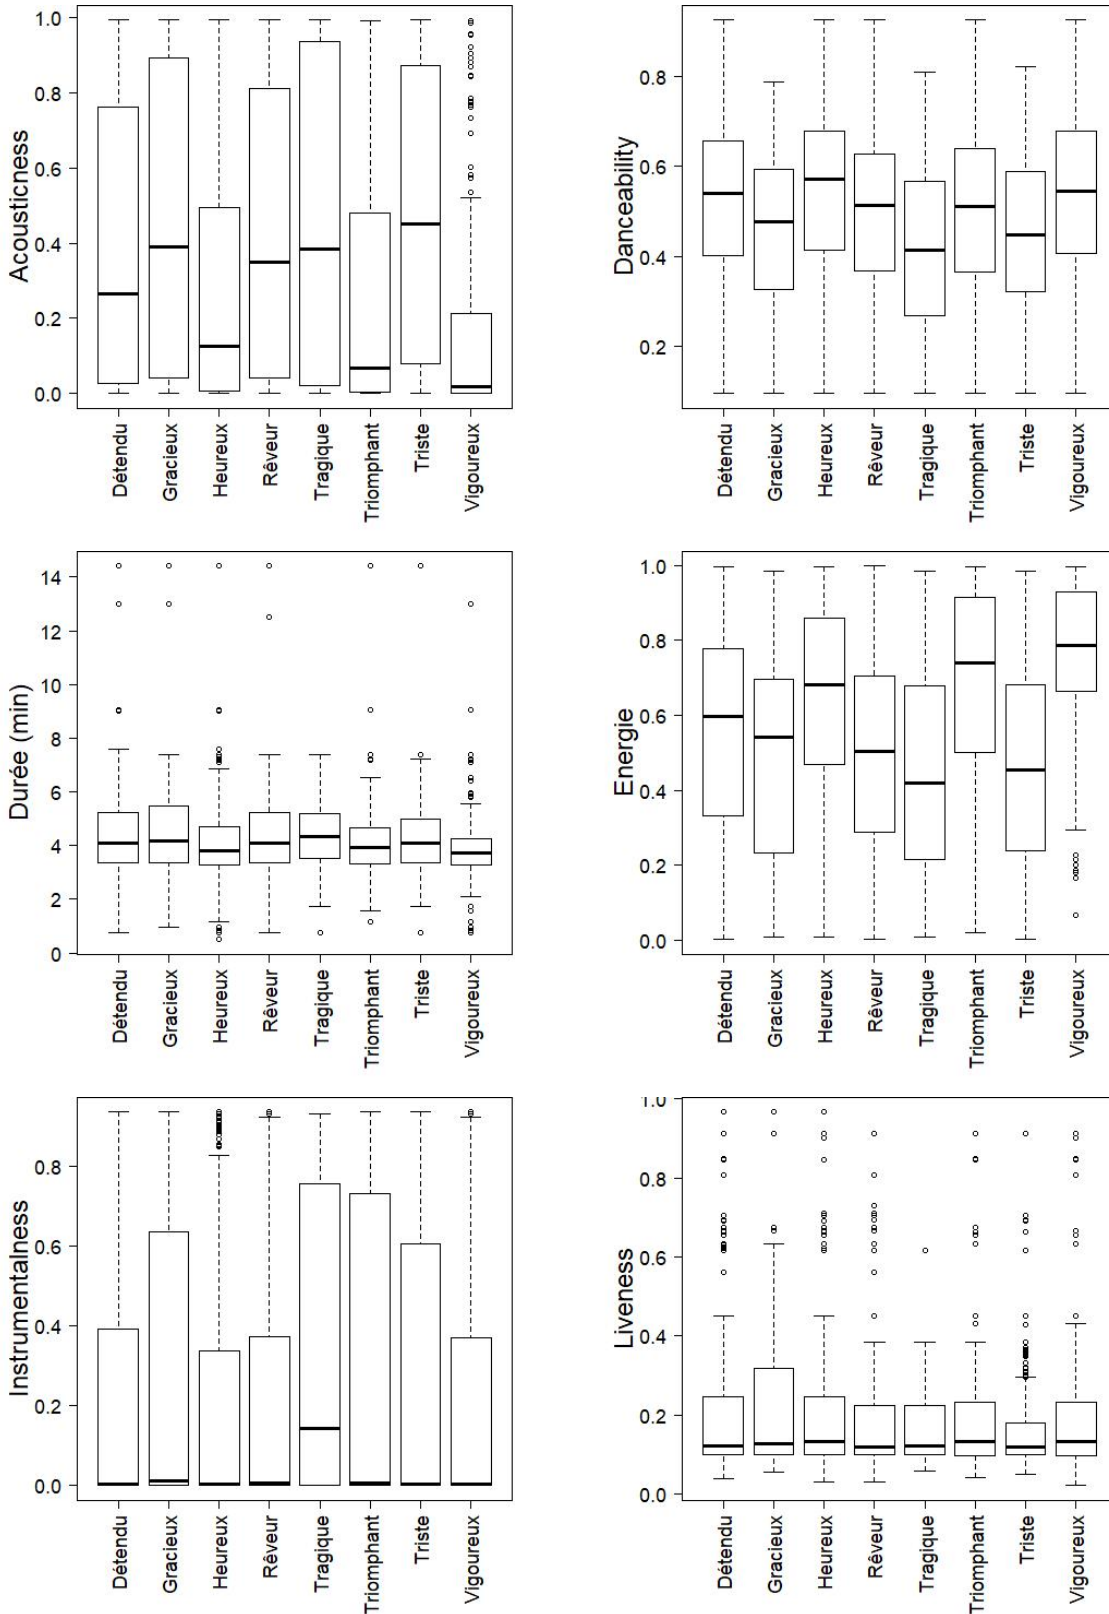 Acousticness
1.0
0.8
0.6
0.4
0.2
0.0
Détendu
Gracieux
Heureux
Rêveur
Tragique
Triomphant
Triste
Vigoureux
Danceability
0.8
0.6
0.4
0.2
Détendu
Gracieux
Heureux
Rêveur
Tragique
Triomphant
Triste
Vigoureux
Durée (min)
14
12
10
8
6
4
2
0
Détendu
Gracieux
Heureux
Rêveur
Tragique
Triomphant
Triste
Vigoureux
Energie
1.0
0.8
0.6
0.4
0.2
0.0
Détendu
Gracieux
Heureux
Rêveur
Tragique
Triomphant
Triste
Vigoureux
Instrumentalness
0.8
0.6
0.4
0.2
0.0
Détendu
Gracieux
Heureux
Rêveur
Tragique
Triomphant
Triste
Vigoureux
Liveness
1.0
0.8
0.6
0.4
0.2
0.0
Détendu
Gracieux
Heureux
Rêveur
Tragique
Triomphant
Triste
Vigoureux